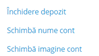 Închidere depozit
Schimbă nume cont
Schimbă imagine cont